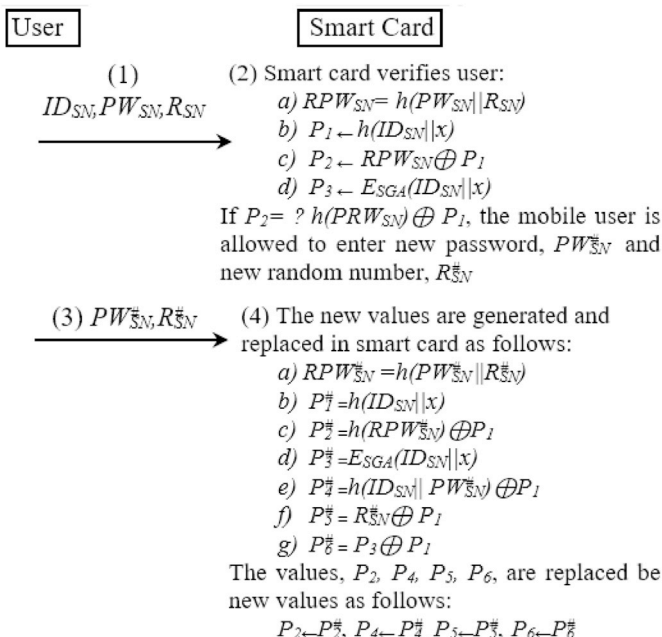 User Smart Card
(1)
ID_SN,PW_SN,R_SN
(2) Smart card verifies user:
a) RPW_SN= h(PW_SN||R_SN)
b) P_1←h(ID_SN||x)
c) P_2← RPW_SN⊕P_1
d) P_3← E_SGA(ID_SN||x)
If P_2= ? h(PRW_SN)⊕P_1, the mobile user is
allowed to enter new password, PW^#_SN and
new random number, R^#_SN
(3) PW^#_SN,R^#_SN
(4) The new values are generated and
replaced in smart card as follows:
a) RPW^#_SN =h(PW^#_SN||R^#_SN)
b) P^#_1=h(ID_SN||x)
c) P^#_2=h(RPW^#_SN)⊕P_1
d) P^#_3=E_SGA(ID_SN||x)
e) P^#_4=h(ID_SN|| PW^#_SN)⊕P_1
f) P^#_5= R^#_SN⊕P_1
g) P^#_6= P_3⊕P_1
The values, P_2, P_4, P_5, P_6, are replaced be
new values as follows:
P_2←P^#_2, P_4←P^#_4 P_5←P^#_5, P_6←P^#_6